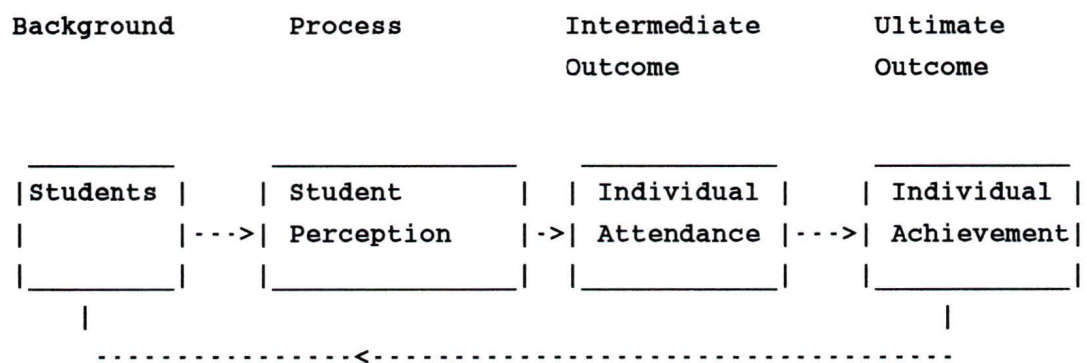 Background Process Intermediate Ultimate
Outcome Outcome
Students Student Individual Individual
Perception Attendance Achievement